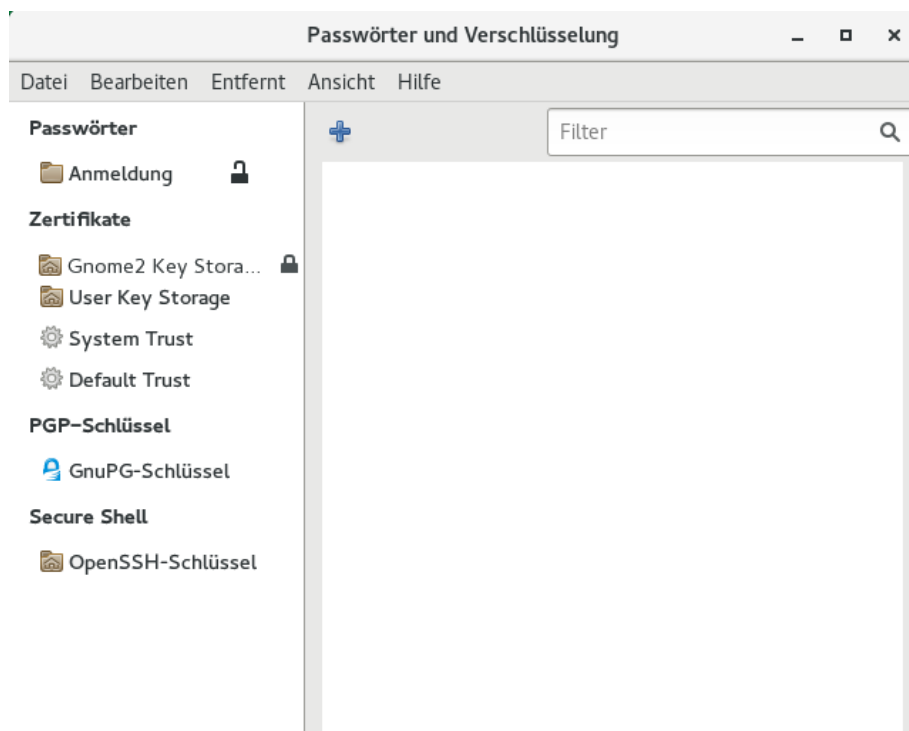 Passwörter und Verschlüsselung
Datei Bearbeiten Entfernt Ansicht Hilfe
Passwörter
Filter
Anmeldung
Zertifikate
Gnome2 Key Stora...
User Key Storage
System Trust
Default Trust
PGP-Schlüssel
GnuPG-Schlüssel
Secure Shell
OpenSSH-Schlüssel